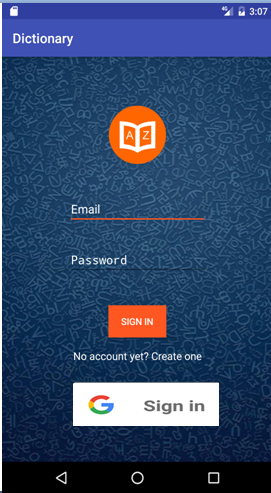 4G 3:07
Dictionary
A Z
Email
Password
SIGN IN
No account yet? Create one
G Sign in